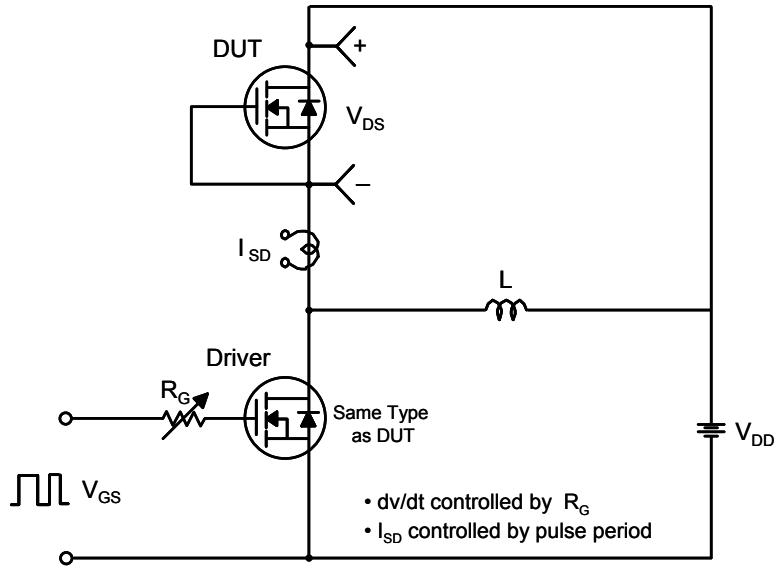 DUT
+
VDS
–
ISD
L
Driver
RG
Same Type
as DUT
VDD
VGS
• dv/dt controlled by RG
• ISD controlled by pulse period